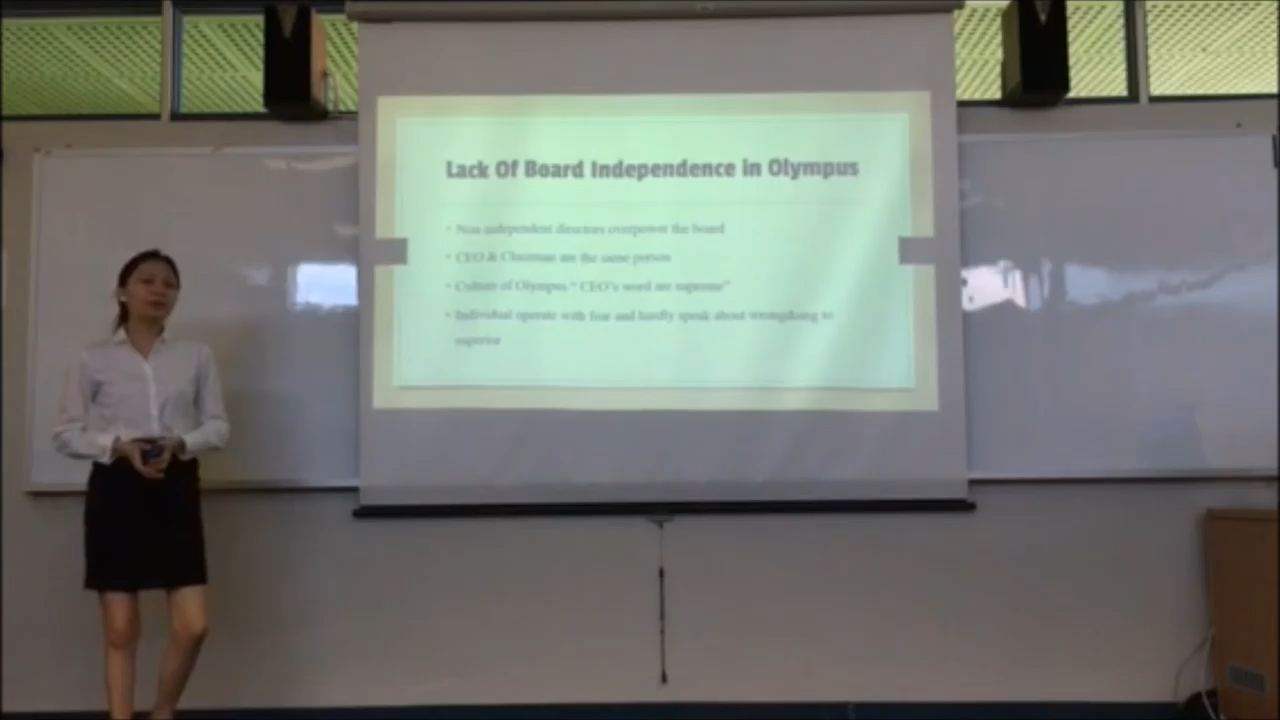 Lack Of Board Independence in Olympus
• Non independent directors overpower the board
• CEO & Chairman are the same person
• Culture of Olympus " CEO's word are supreme"
• Individual operate with fear and hardly speak about wrongdoing to
superior